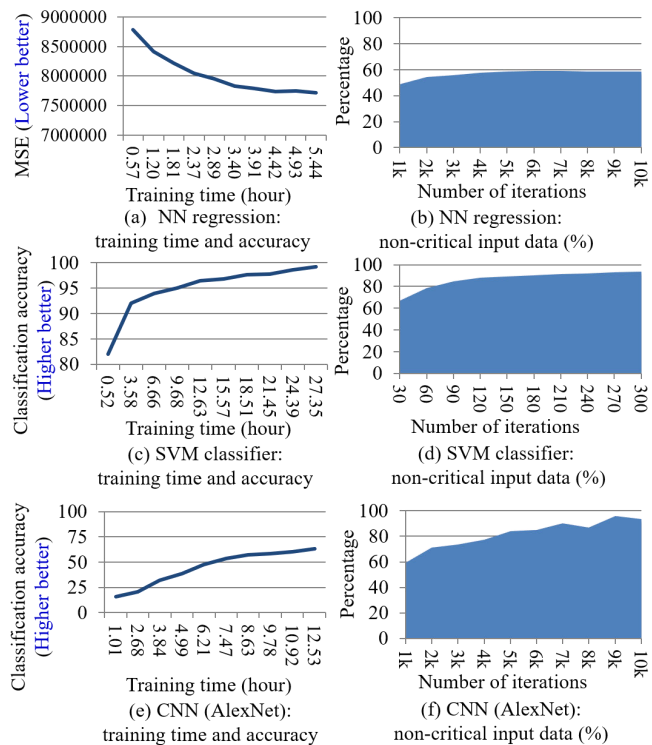 MSE (Lower better)
9000000
8500000
8000000
7500000
7000000
0.57
1.20
1.81
2.37
2.89
3.40
3.91
4.42
4.93
5.44
Training time (hour)
(a) NN regression:
training time and accuracy
Percentage
100
80
60
40
20
0
1k
2k
3k
4k
5k
6k
7k
8k
9k
10k
Number of iterations
(b) NN regression:
non-critical input data (%)
Classification accuracy
(Higher better)
100
95
90
85
80
0.52
3.58
6.66
9.68
12.63
15.57
18.51
21.45
24.39
27.35
Training time (hour)
(c) SVM classifier:
training time and accuracy
Percentage
100
80
60
40
20
0
30
60
90
120
150
180
210
240
270
300
Number of iterations
(d) SVM classifier:
non-critical input data (%)
Classification accuracy
(Higher better)
100
75
50
25
0
1.01
2.68
3.84
4.99
6.21
7.47
8.63
9.78
10.92
12.53
Training time (hour)
(e) CNN (AlexNet):
training time and accuracy
Percentage
100
80
60
40
20
0
1k
2k
3k
4k
5k
6k
7k
8k
9k
10k
Number of iterations
(f) CNN (AlexNet):
non-critical input data (%)